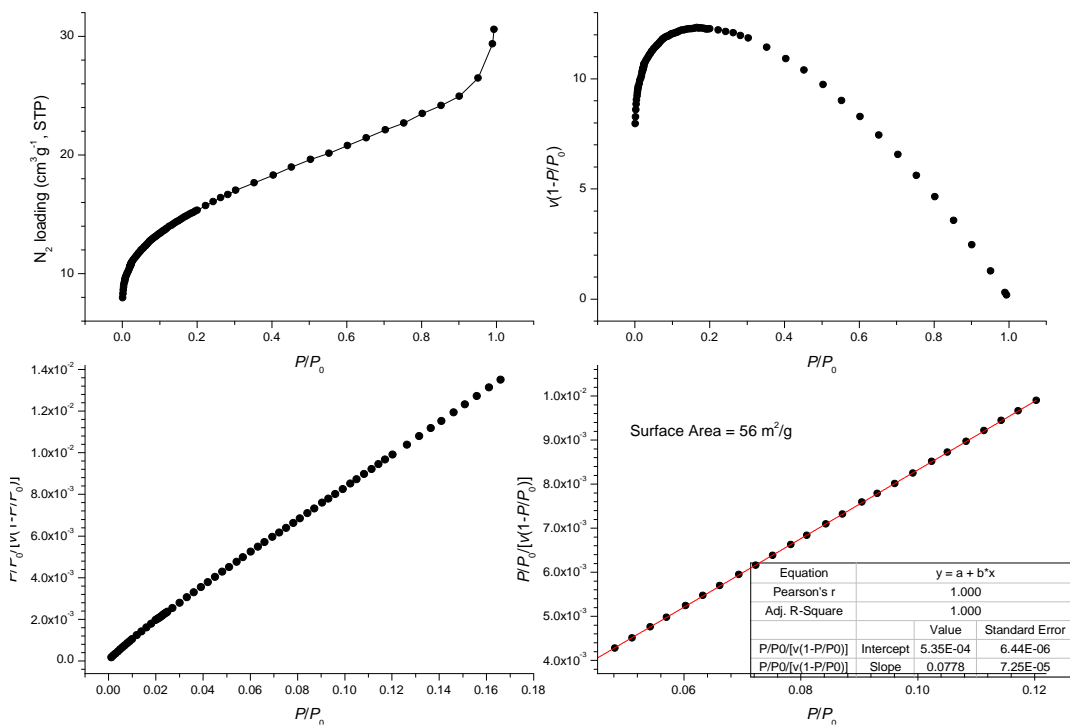 30
20
10
N₂ loading (cm³g⁻¹, STP)
0.0 0.2 0.4 0.6 0.8 1.0
P/P₀
10
5
0
v(1-P/P₀)
0.0 0.2 0.4 0.6 0.8 1.0
P/P₀
1.4x10⁻²
1.2x10⁻²
1.0x10⁻²
8.0x10⁻³
6.0x10⁻³
4.0x10⁻³
2.0x10⁻³
0.0
P/P₀/[v(1-P/P₀)]
0.00 0.02 0.04 0.06 0.08 0.10 0.12 0.14 0.16 0.18
P/P₀
1.0x10⁻²
9.0x10⁻³
8.0x10⁻³
7.0x10⁻³
6.0x10⁻³
5.0x10⁻³
4.0x10⁻³
P/P₀/[v(1-P/P₀)]
Surface Area = 56 m²/g
Equation y = a + b*x
Pearson's r 1.000
Adj. R-Square 1.000
Value Standard Error
P/P0/[v(1-P/P0)] Intercept 5.35E-04 6.44E-06
P/P0/[v(1-P/P0)] Slope 0.0778 7.25E-05
0.06 0.08 0.10 0.12
P/P₀